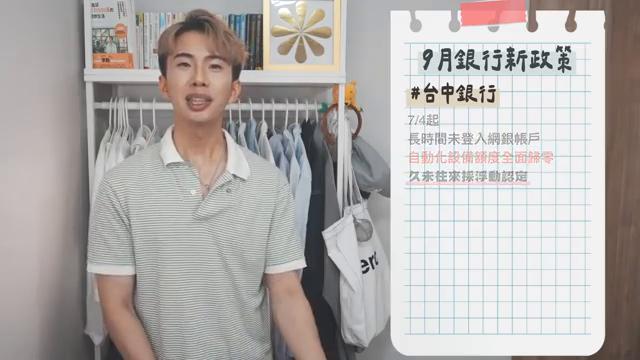 9月銀行新政策
#台中銀行
7/4起
長時間未登入網銀帳戶
自動化設備額度全面歸零
久未往來採浮動認定